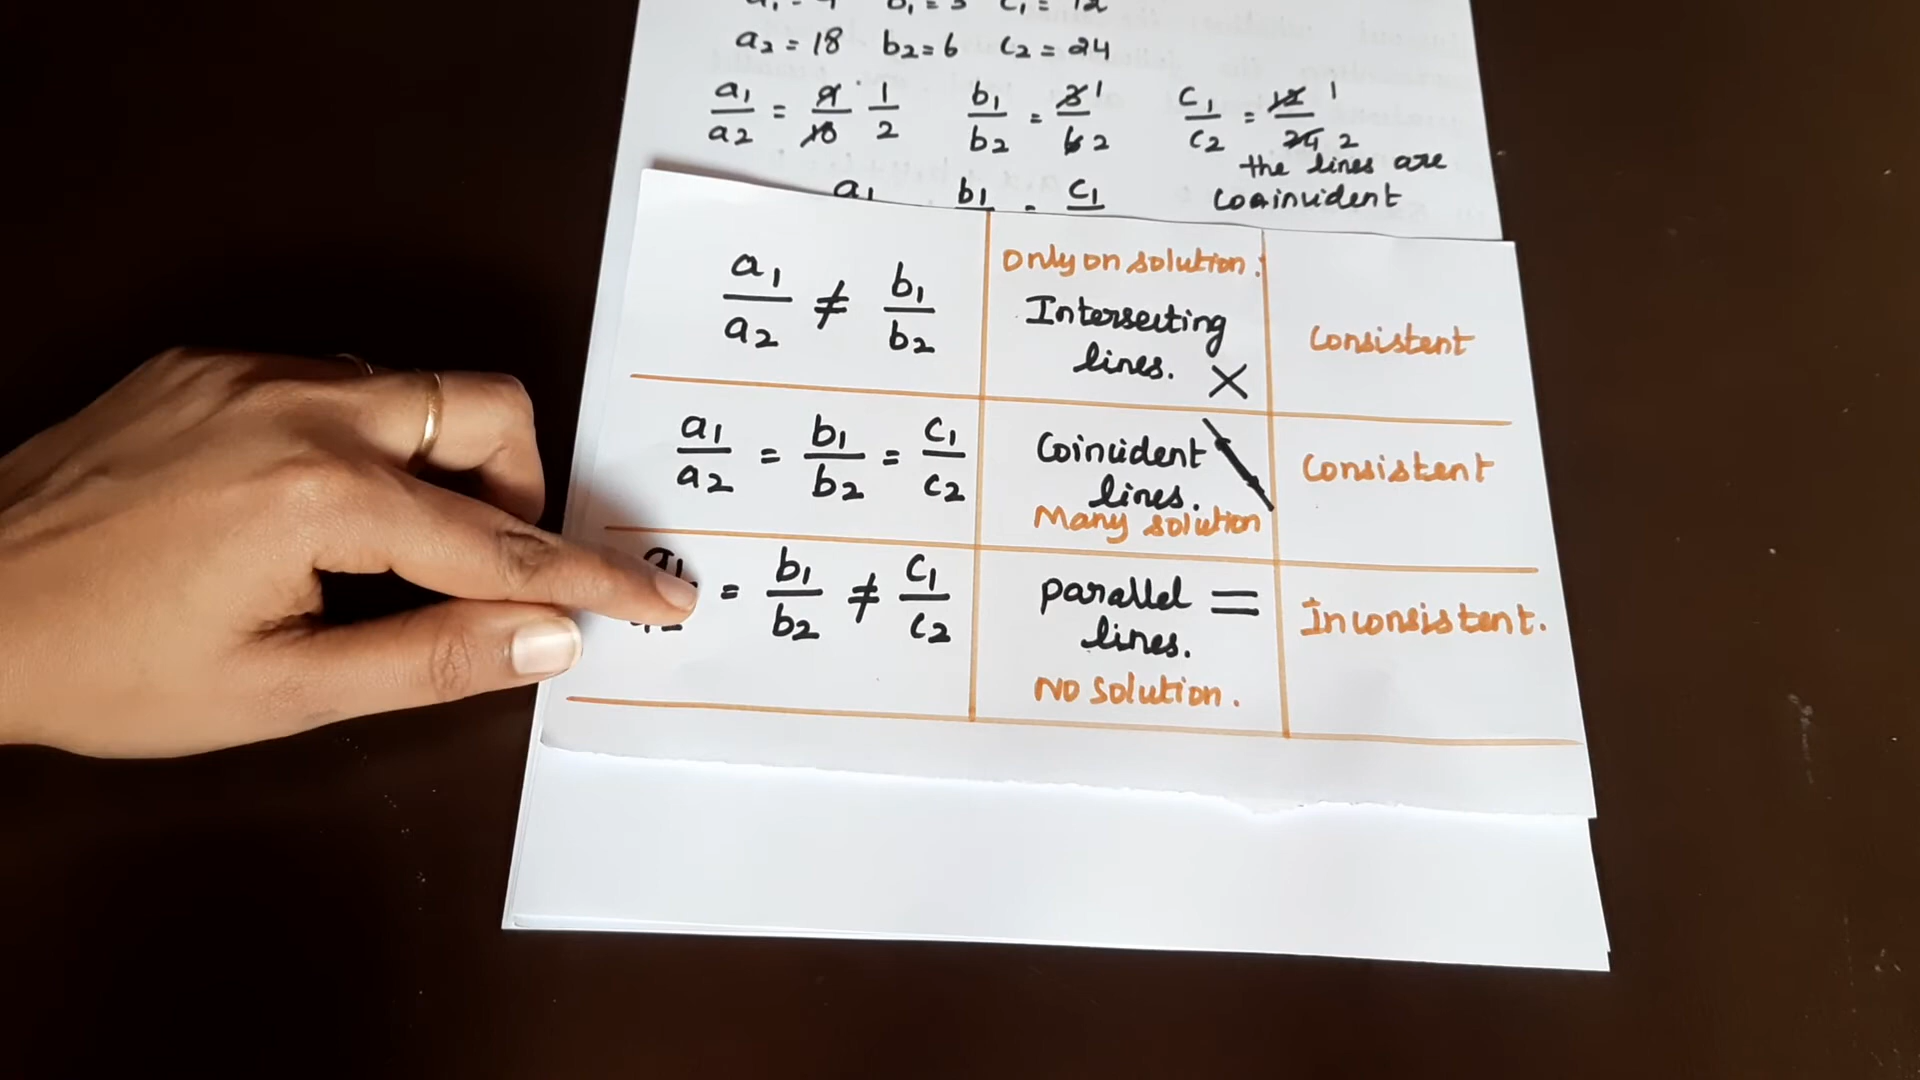 a₂ = 18 b₂ = 6 c₂ = 24
a₁/a₂ = 9/18 1/2 b₁/b₂ = 3/6 1/2 c₁/c₂ = 12/24 1/2
the lines are
coinincident
a₁ b₁ c₁
Only on solution.
a₁/a₂ ≠ b₁/b₂
Intersecting
lines.
Consistent
a₁/a₂ = b₁/b₂ = c₁/c₂
Coincident
lines.
Many solution
Consistent
= b₁/b₂ ≠ c₁/c₂
parallel
lines.
No solution.
Inconsistent.